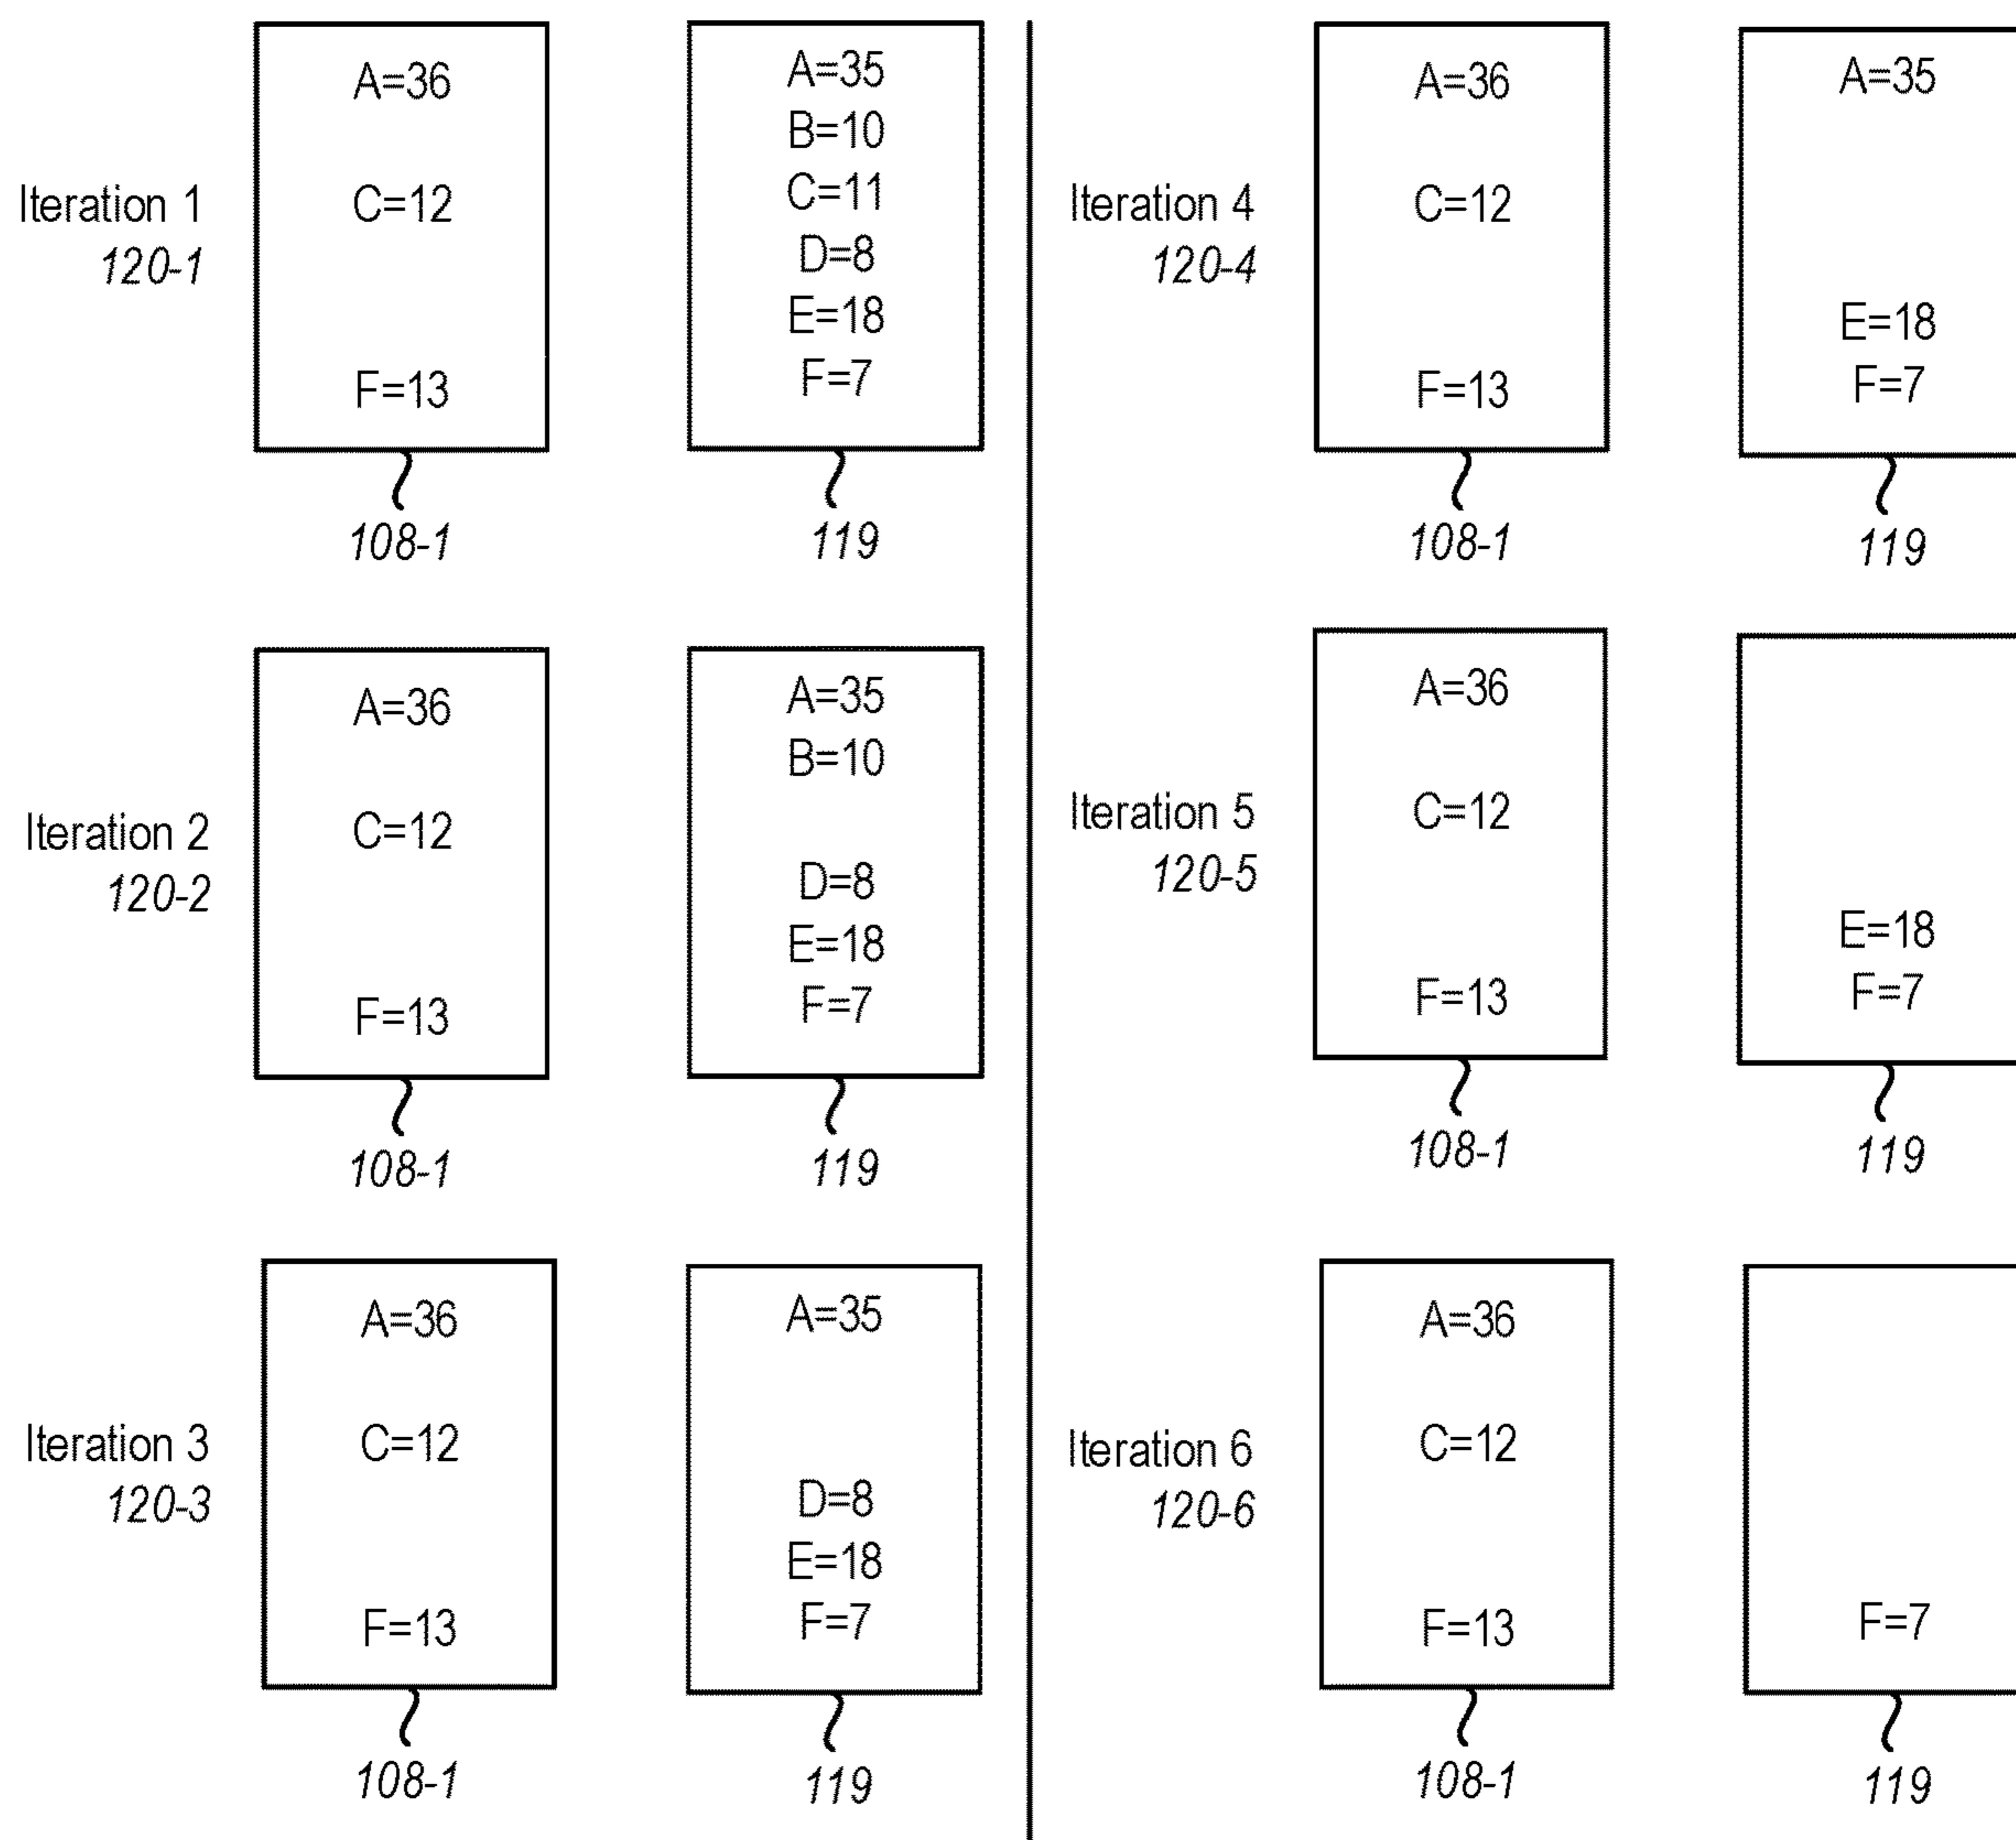 Iteration 1
120-1
A=36
C=12
F=13
108-1
A=35
B=10
C=11
D=8
E=18
F=7
119
Iteration 2
120-2
A=36
C=12
F=13
108-1
A=35
B=10
D=8
E=18
F=7
119
Iteration 3
120-3
A=36
C=12
F=13
108-1
A=35
D=8
E=18
F=7
119
Iteration 4
120-4
A=36
C=12
F=13
108-1
A=35
E=18
F=7
119
Iteration 5
120-5
A=36
C=12
F=13
108-1
E=18
F=7
119
Iteration 6
120-6
A=36
C=12
F=13
108-1
F=7
119